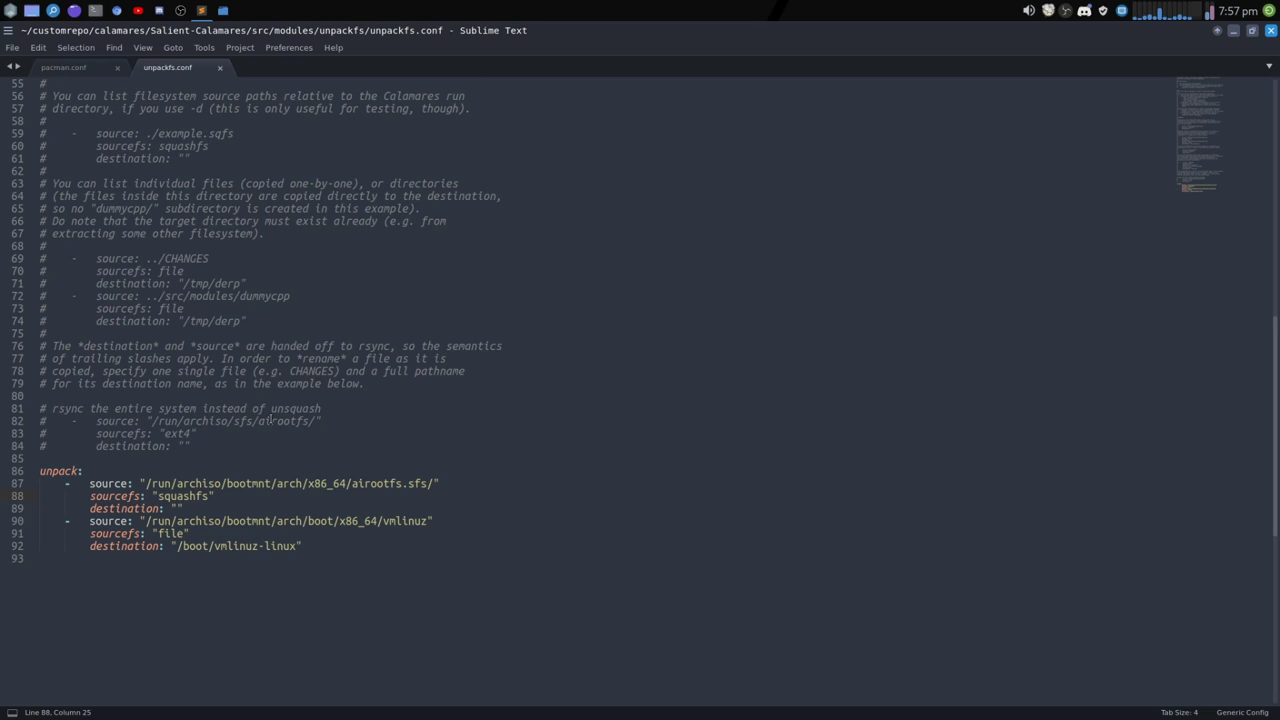 7:57 pm
~/customrepo/calamares/Salient-Calamares/src/modules/unpackfs/unpackfs.conf - Sublime Text
File Edit Selection Find View Goto Tools Project Preferences Help
pacman.conf unpackfs.conf
55 #
56 # You can list filesystem source paths relative to the Calamares run
57 # directory, if you use -d (this is only useful for testing, though).
58 #
59 #    -   source: ./example.sqfs
60 #        sourcefs: squashfs
61 #        destination: ""
62 #
63 # You can list individual files (copied one-by-one), or directories
64 # (the files inside this directory are copied directly to the destination,
65 # so no "dummycpp/" subdirectory is created in this example).
66 # Do note that the target directory must exist already (e.g. from
67 # extracting some other filesystem).
68 #
69 #    -   source: ../CHANGES
70 #        sourcefs: file
71 #        destination: "/tmp/derp"
72 #    -   source: ../src/modules/dummycpp
73 #        sourcefs: file
74 #        destination: "/tmp/derp"
75 #
76 # The *destination* and *source* are handed off to rsync, so the semantics
77 # of trailing slashes apply. In order to *rename* a file as it is
78 # copied, specify one single file (e.g. CHANGES) and a full pathname
79 # for its destination name, as in the example below.
80
81 # rsync the entire system instead of unsquash
82 #    -   source: "/run/archiso/sfs/airootfs/"
83 #        sourcefs: "ext4"
84 #        destination: ""
85
86 unpack:
87     -   source: "/run/archiso/bootmnt/arch/x86_64/airootfs.sfs/"
88         sourcefs: "squashfs"
89         destination: ""
90     -   source: "/run/archiso/bootmnt/arch/boot/x86_64/vmlinuz"
91         sourcefs: "file"
92         destination: "/boot/vmlinuz-linux"
93
Line 88, Column 25 Tab Size: 4 Generic Config